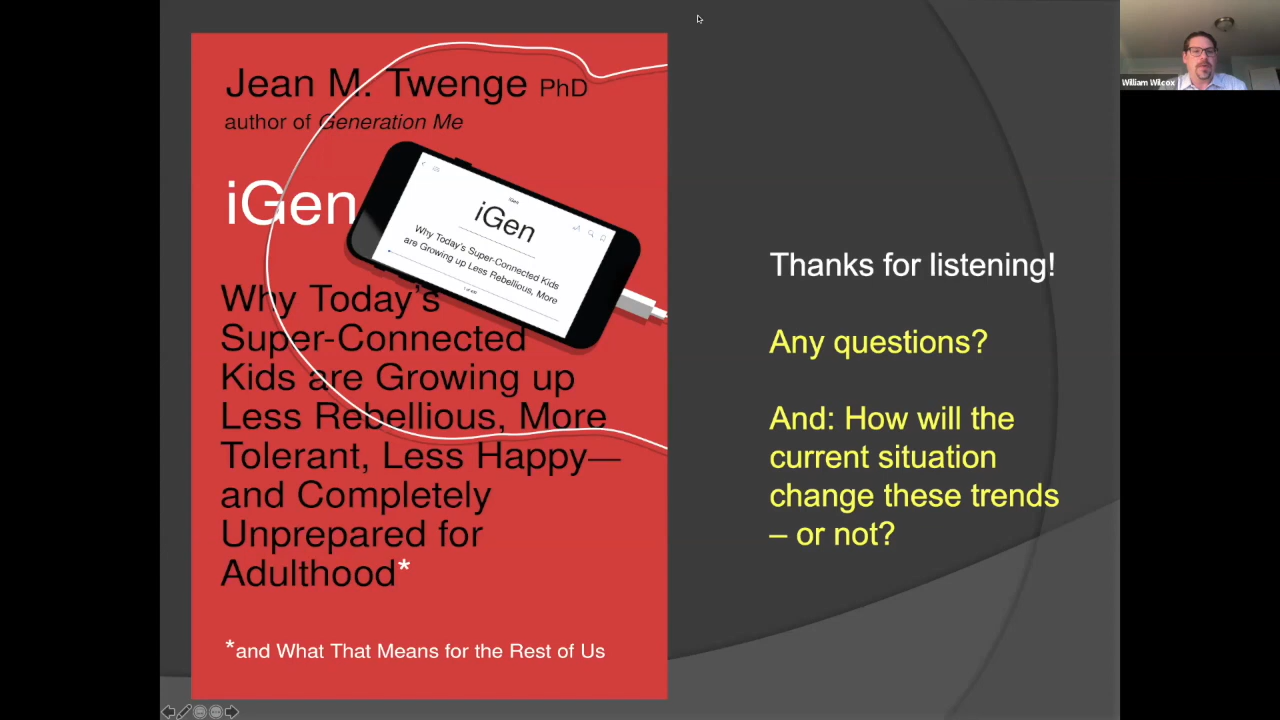 Jean M. Twenge PhD
author of Generation Me
iGen
iGen
Why Today's Super-Connected Kids
are Growing up Less Rebellious, More
Why Today's
Super-Connected
Kids are Growing up
Less Rebellious, More
Tolerant, Less Happy—
and Completely
Unprepared for
Adulthood*
*and What That Means for the Rest of Us
Thanks for listening!
Any questions?
And: How will the
current situation
change these trends
– or not?
William Wilcox